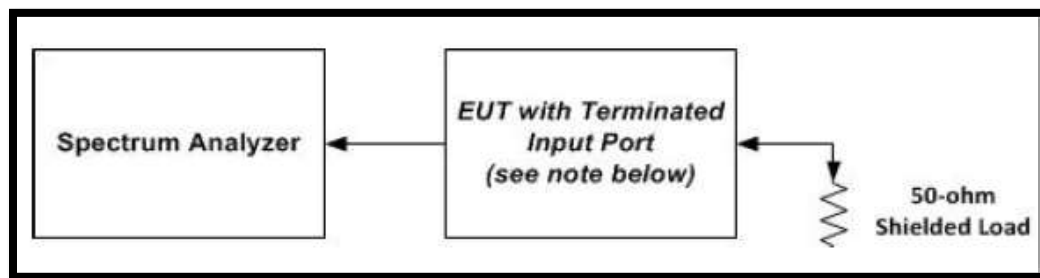 Spectrum Analyzer
EUT with Terminated
Input Port
(see note below)
50-ohm
Shielded Load